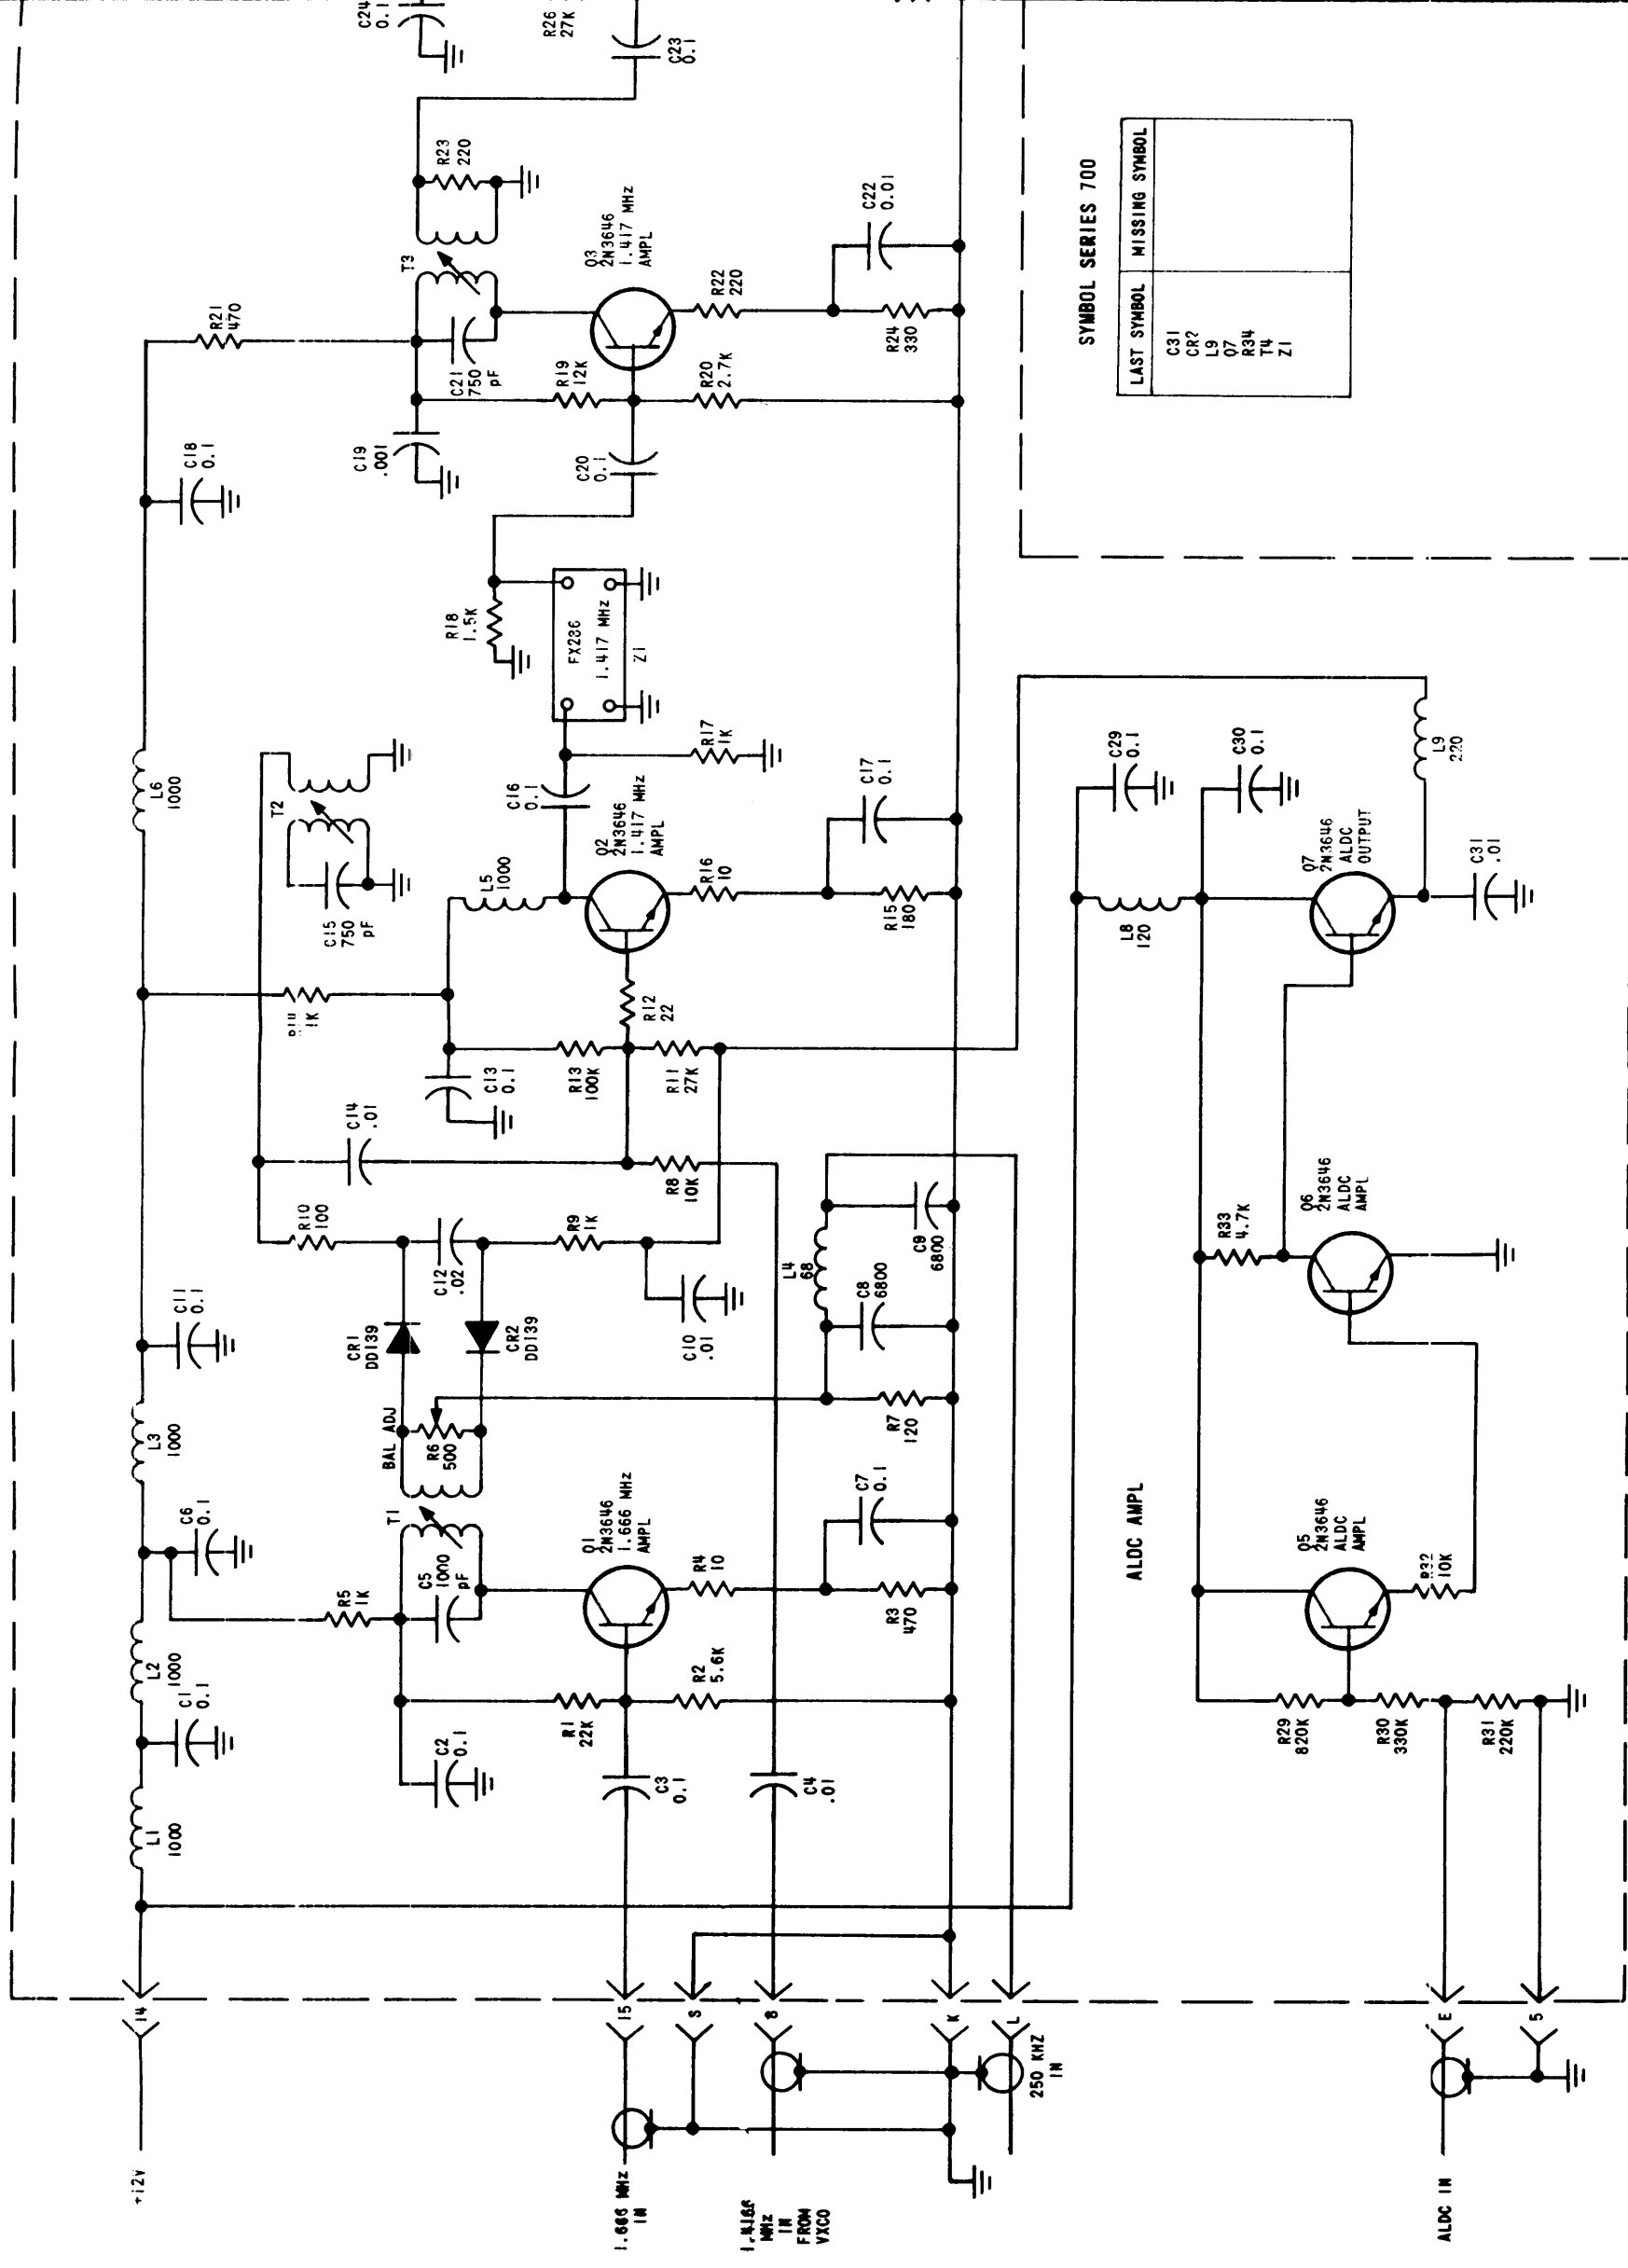 +12V
14
L1
1000
C1
0.1
L2
1000
C6
0.1
L3
1000
C11
0.1
L6
1000
C18
0.1
R21
470
C24
0.1
R26
27K
C23
0.1
R5
1K
C2
0.1
C5
1000
pF
T1
BAL ADJ
R6
500
CR1
DD139
CR2
DD139
R10
100
C12
.02
C14
.01
R9
1K
C10
.01
1K
C13
0.1
R13
100K
R11
27K
R12
22
R8
10K
C15
750
pF
T2
L5
1000
Q2
2N3646
1.417 MHz
AMPL
C16
0.1
R16
10
R15
180
C17
0.1
R17
1K
FX286
1.417 MHz
Z1
R18
1.5K
C20
0.1
C19
.001
C21
750
pF
T3
R23
220
R19
12K
R20
2.7K
Q3
2N3646
1.417 MHz
AMPL
R22
220
R24
330
C22
0.01
1.666 MHz
IN
15
S
C3
0.1
R1
22K
R2
5.6K
Q1
2N3646
1.666 MHz
AMPL
R4
10
R3
470
C7
0.1
R7
120
L4
68
C8
6800
C9
6800
MHz
IN
FROM
VXCO
8
C4
.01
K
L
250 KHZ
IN
ALDC AMPL
ALDC IN
E
5
R29
820K
R30
330K
R31
220K
Q5
2N3646
ALDC
AMPL
R32
10K
R33
4.7K
Q6
2N3646
ALDC
AMPL
L8
120
C29
0.1
C30
0.1
Q7
2N3646
ALDC
OUTPUT
C31
.01
L9
220
SYMBOL SERIES 700
LAST SYMBOL MISSING SYMBOL
C31
CR2
L9
Q7
R34
T4
Z1